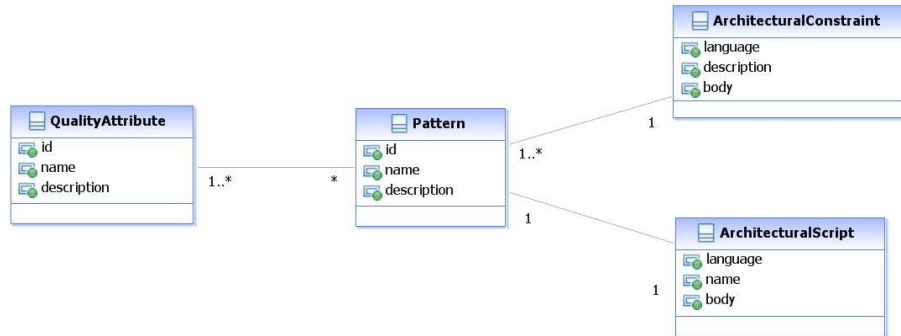 QualityAttribute
id
name
description
1..*
*
Pattern
id
name
description
1..*
1
1
1
ArchitecturalConstraint
language
description
body
ArchitecturalScript
language
name
body